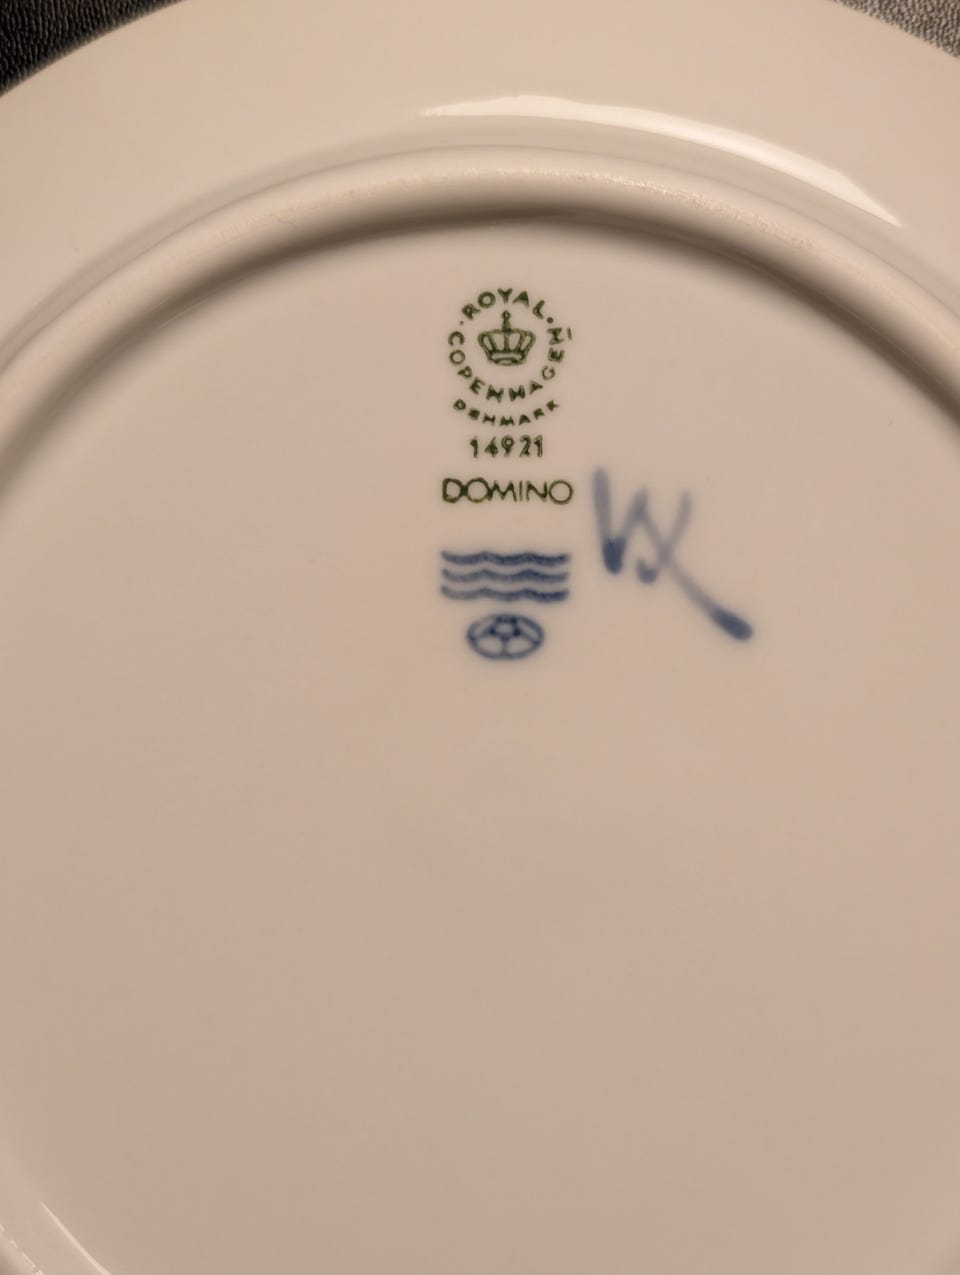 ROYAL
COPENHAGEN
DENMARK
14921
DOMINO